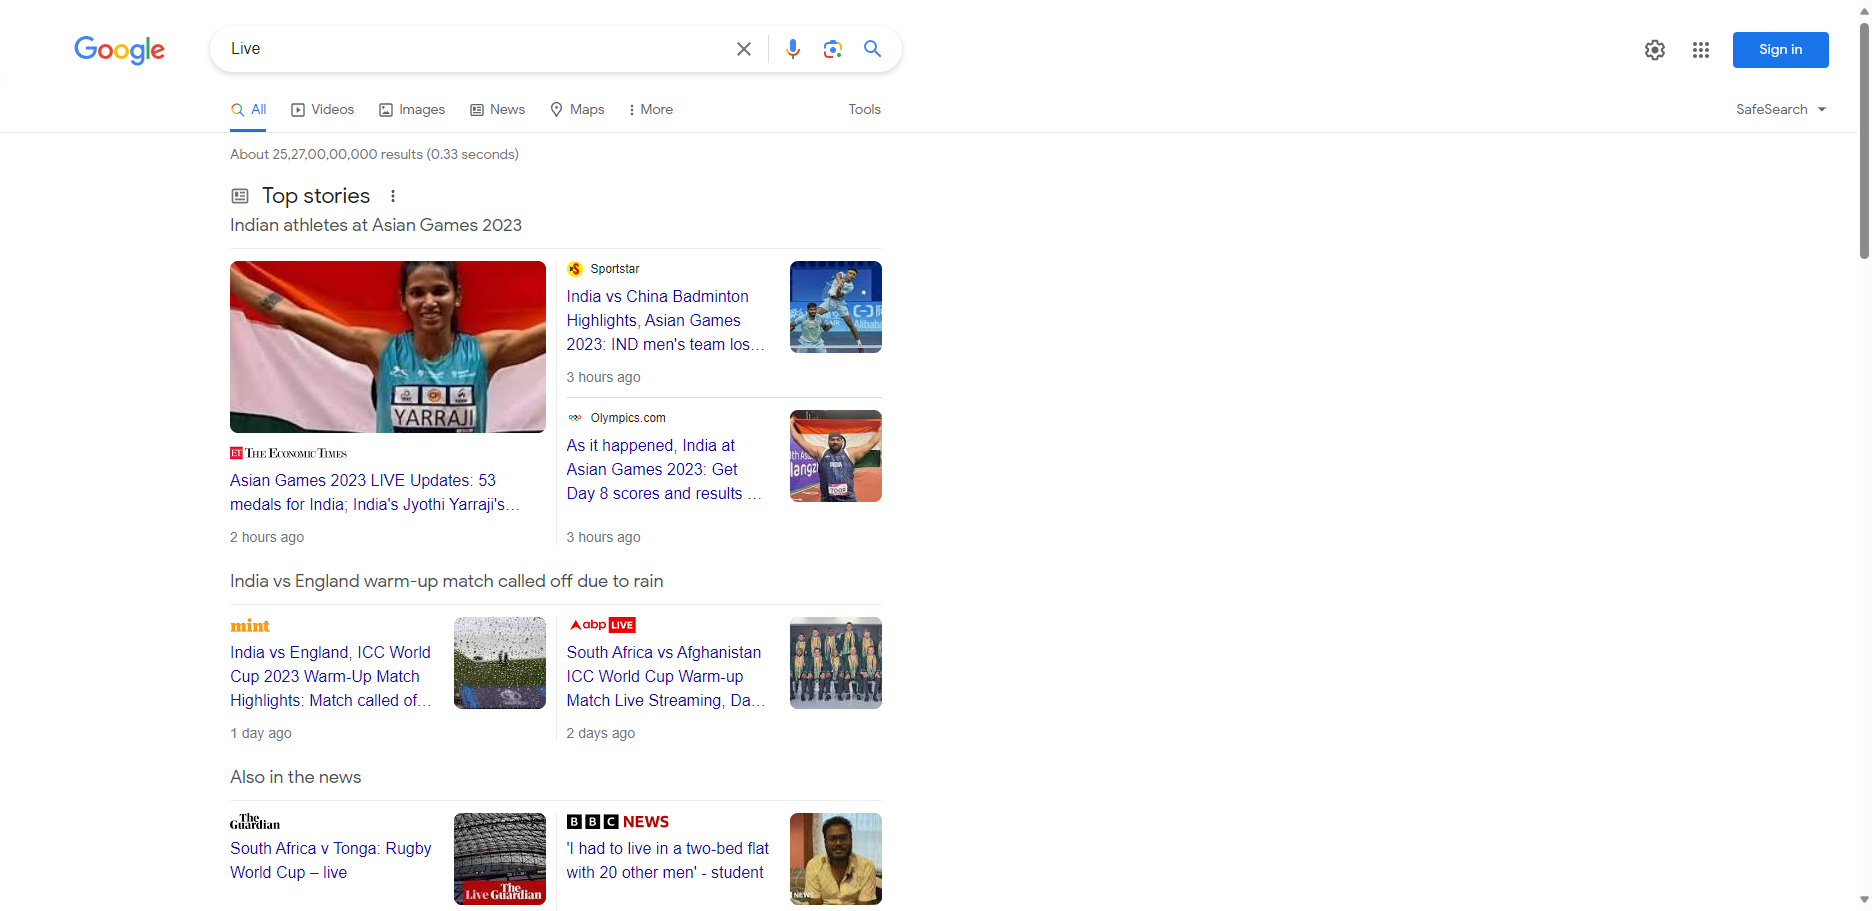 Google
Live
Sign in
All
Videos
Images
News
Maps
More
Tools
SafeSearch
About 25,27,00,00,000 results (0.33 seconds)
Top stories
Indian athletes at Asian Games 2023
YARRAJI
ET THE ECONOMIC TIMES
Asian Games 2023 LIVE Updates: 53
medals for India; India's Jyothi Yarraji's...
2 hours ago
Sportstar
India vs China Badminton
Highlights, Asian Games
2023: IND men's team los...
3 hours ago
Olympics.com
As it happened, India at
Asian Games 2023: Get
Day 8 scores and results ...
3 hours ago
Alibaba
INDIA
TOOR
India vs England warm-up match called off due to rain
mint
India vs England, ICC World
Cup 2023 Warm-Up Match
Highlights: Match called of...
1 day ago
abp LIVE
South Africa vs Afghanistan
ICC World Cup Warm-up
Match Live Streaming, Da...
2 days ago
Also in the news
The
Guardian
South Africa v Tonga: Rugby
World Cup – live
The
Live Guardian
BBC NEWS
'I had to live in a two-bed flat
with 20 other men' - student
NEWS